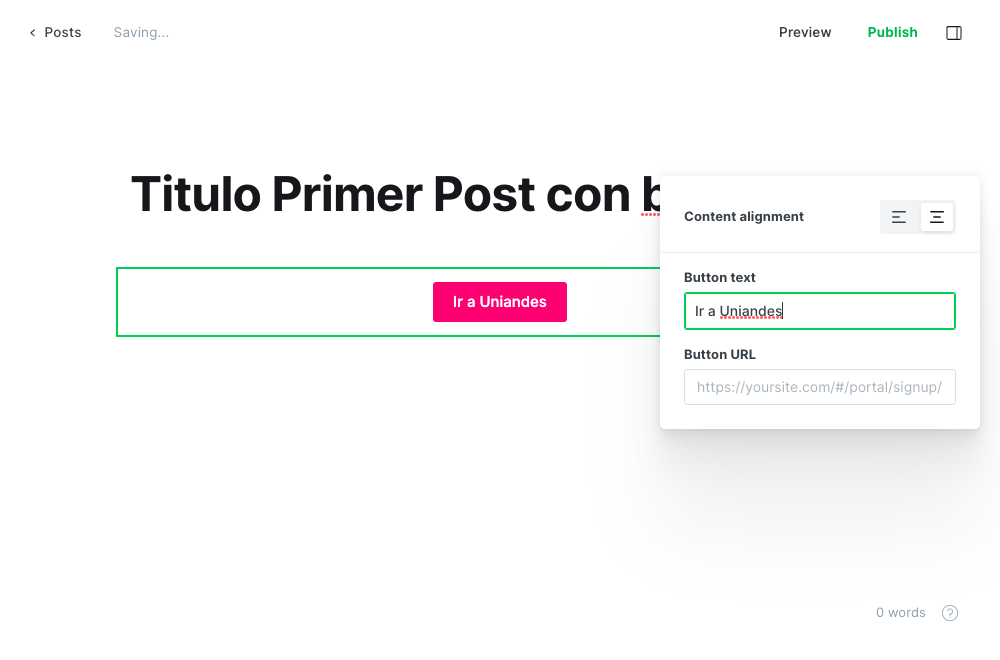 Posts
Saving...
Preview
Publish
Titulo Primer Post con b
Content alignment
Ir a Uniandes
Button text
Ir a Uniandes
Button URL
https://yoursite.com/#/portal/signup/
0 words
?